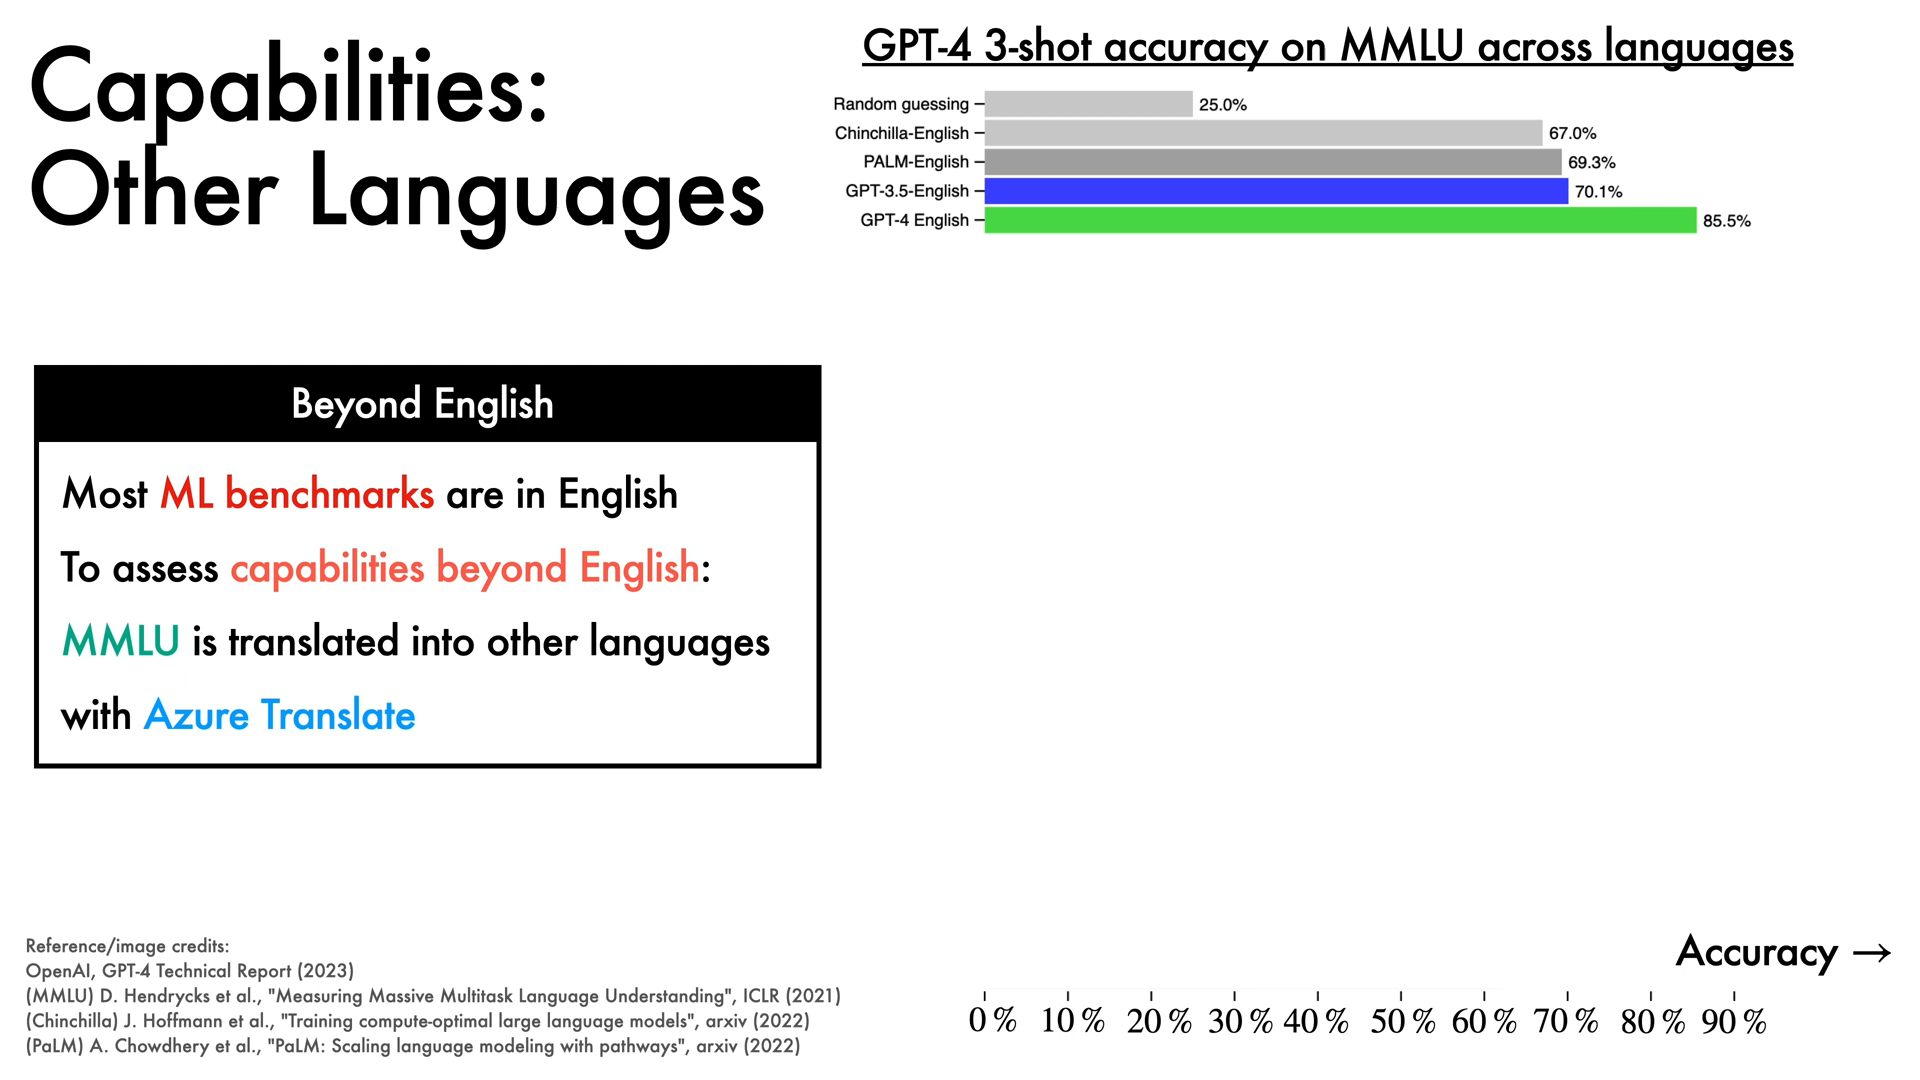 Capabilities:
Other Languages
GPT-4 3-shot accuracy on MMLU across languages
Random guessing 25.0%
Chinchilla-English 67.0%
PALM-English 69.3%
GPT-3.5-English 70.1%
GPT-4 English 85.5%
Beyond English
Most ML benchmarks are in English
To assess capabilities beyond English:
MMLU is translated into other languages
with Azure Translate
Accuracy →
0% 10% 20% 30% 40% 50% 60% 70% 80% 90%
Reference/image credits:
OpenAI, GPT-4 Technical Report (2023)
(MMLU) D. Hendrycks et al., "Measuring Massive Multitask Language Understanding", ICLR (2021)
(Chinchilla) J. Hoffmann et al., "Training compute-optimal large language models", arxiv (2022)
(PaLM) A. Chowdhery et al., "PaLM: Scaling language modeling with pathways", arxiv (2022)